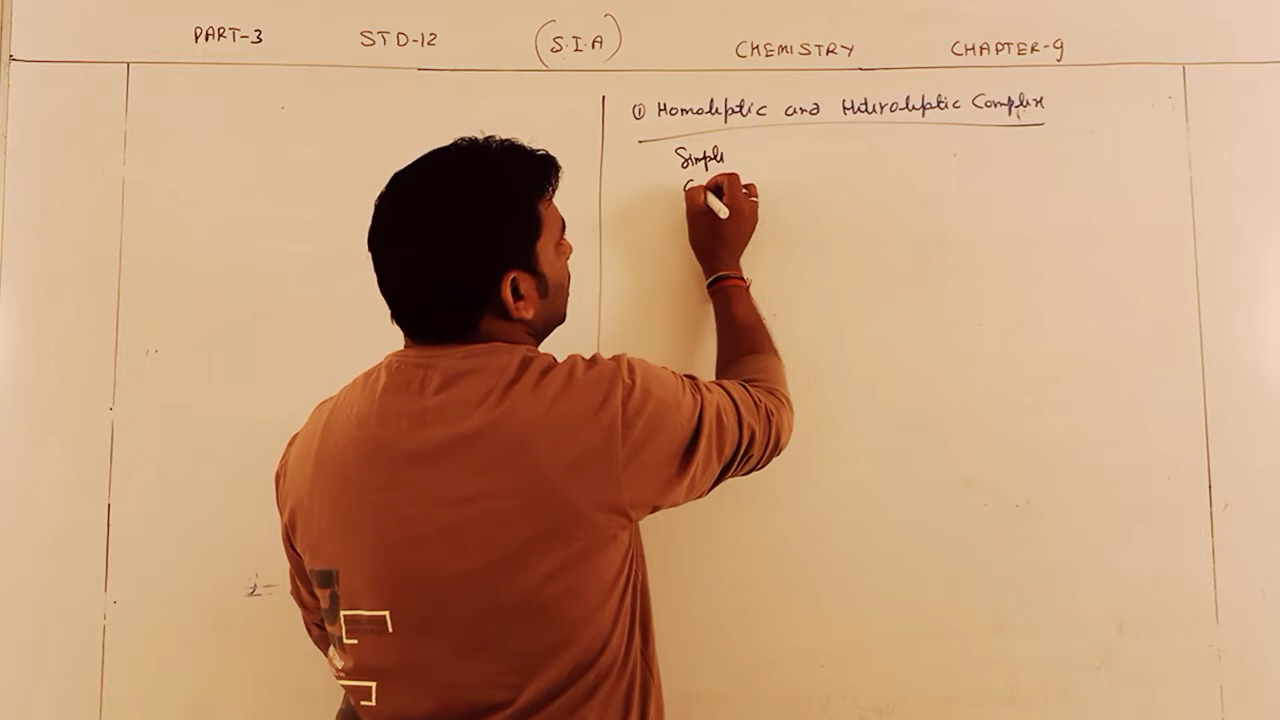 PART-3 STD-12 (S.I.A) CHEMISTRY CHAPTER-9
① Homoleptic and Heteroleptic Complex
Simple